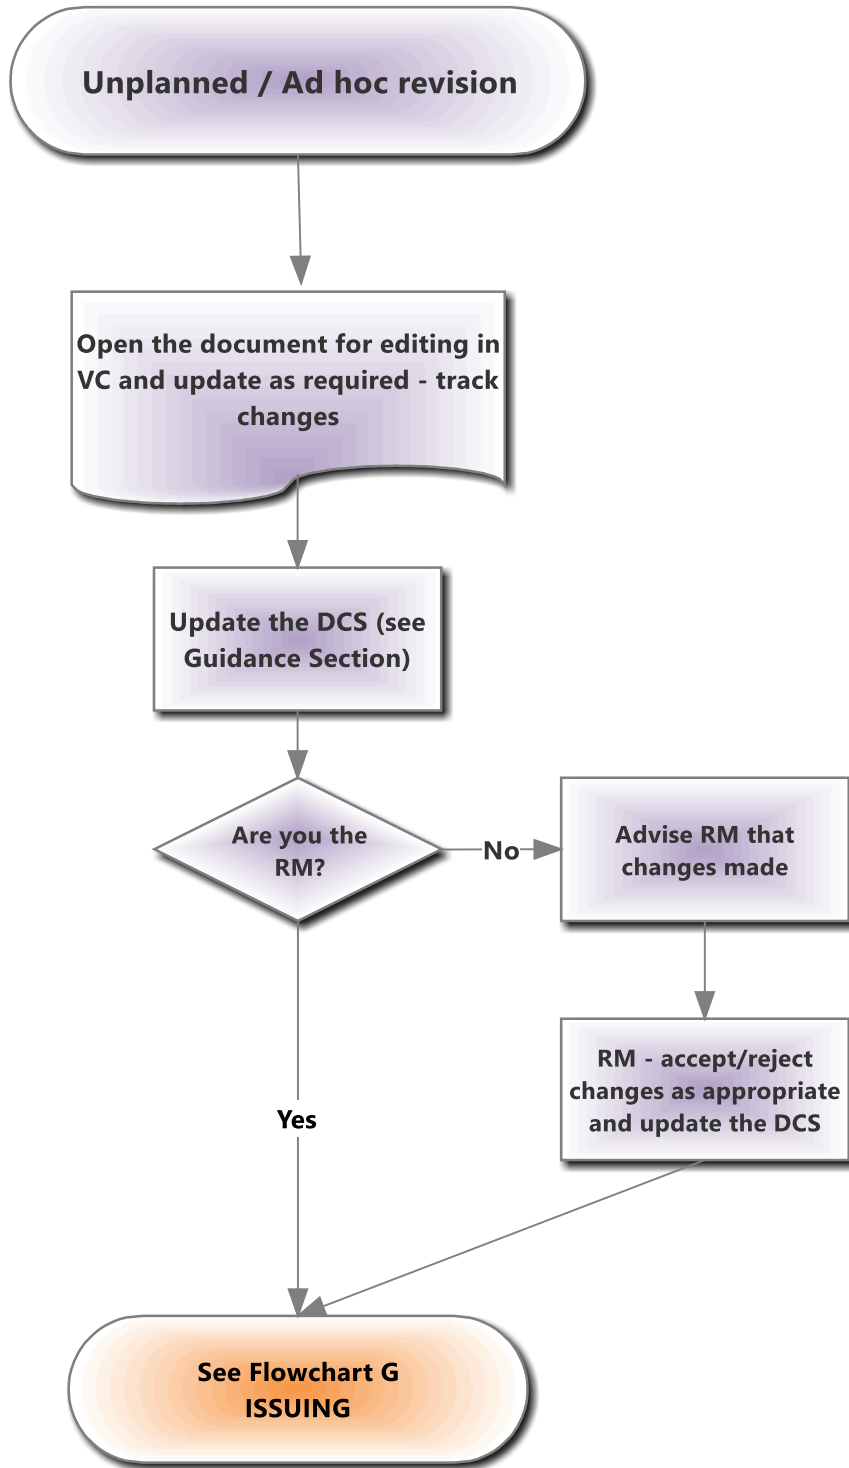 Unplanned / Ad hoc revision
Open the document for editing in
VC and update as required - track
changes
Update the DCS (see
Guidance Section)
Are you the
RM?
No
Advise RM that
changes made
RM - accept/reject
changes as appropriate
and update the DCS
Yes
See Flowchart G
ISSUING